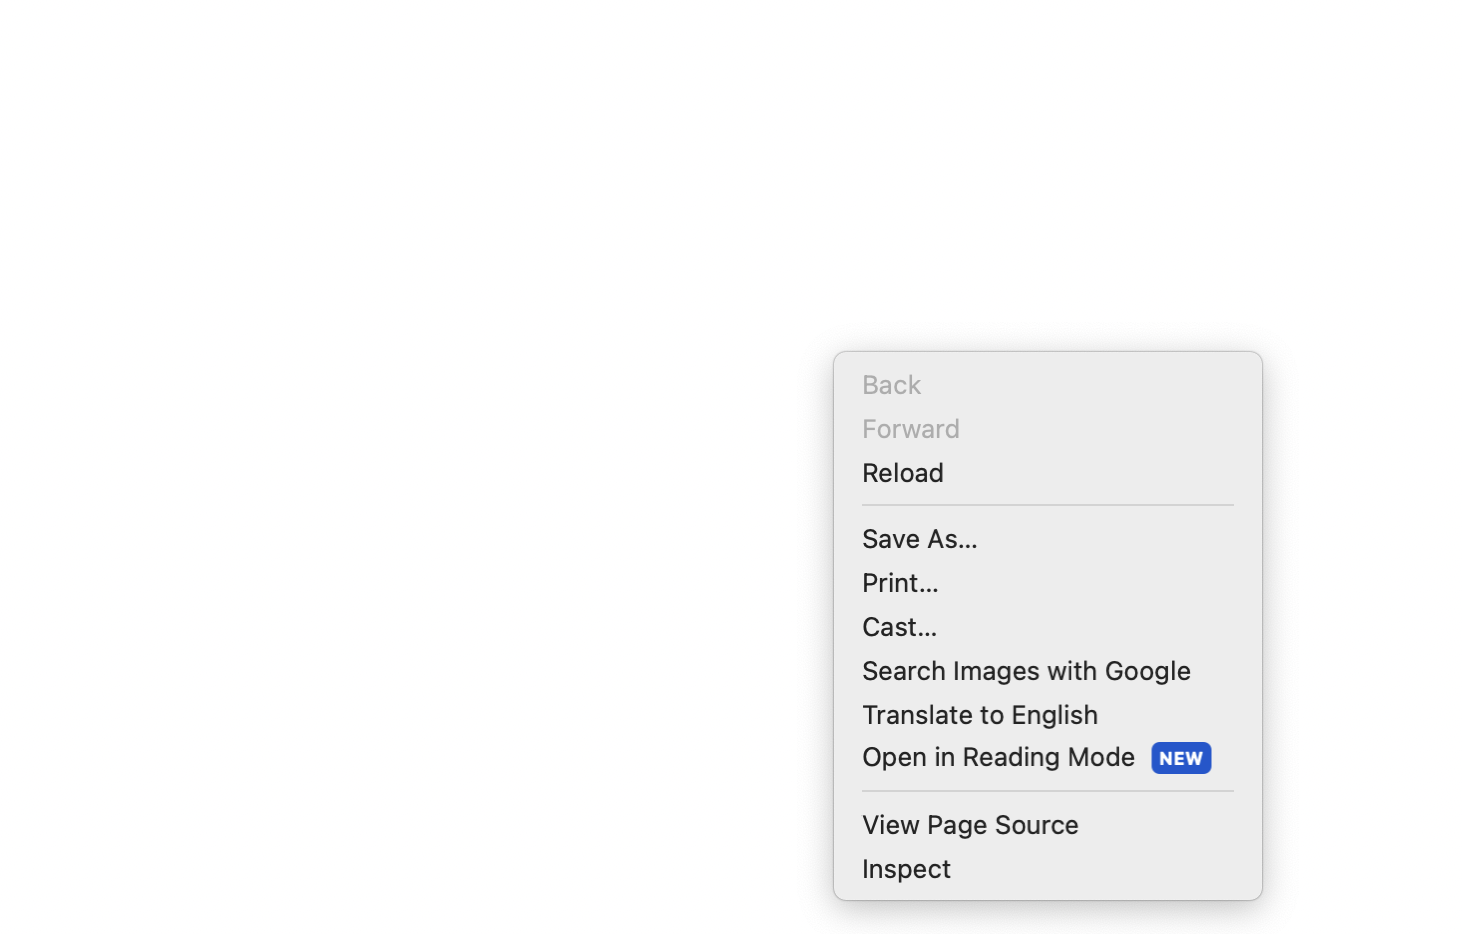 Back
Forward
Reload
Save As...
Print...
Cast...
Search Images with Google
Translate to English
Open in Reading Mode NEW
View Page Source
Inspect